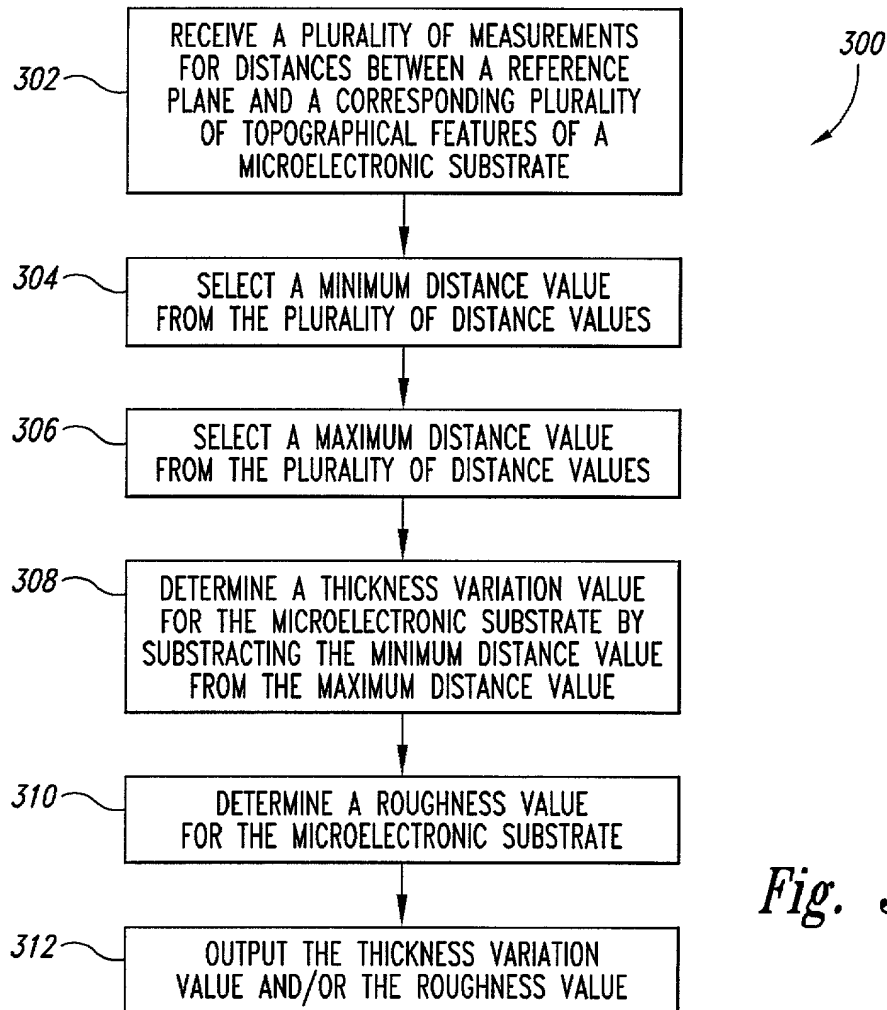 300
302
RECEIVE A PLURALITY OF MEASUREMENTS
FOR DISTANCES BETWEEN A REFERENCE
PLANE AND A CORRESPONDING PLURALITY
OF TOPOGRAPHICAL FEATURES OF A
MICROELECTRONIC SUBSTRATE
304
SELECT A MINIMUM DISTANCE VALUE
FROM THE PLURALITY OF DISTANCE VALUES
306
SELECT A MAXIMUM DISTANCE VALUE
FROM THE PLURALITY OF DISTANCE VALUES
308
DETERMINE A THICKNESS VARIATION VALUE
FOR THE MICROELECTRONIC SUBSTRATE BY
SUBSTRACTING THE MINIMUM DISTANCE VALUE
FROM THE MAXIMUM DISTANCE VALUE
310
DETERMINE A ROUGHNESS VALUE
FOR THE MICROELECTRONIC SUBSTRATE
312
OUTPUT THE THICKNESS VARIATION
VALUE AND/OR THE ROUGHNESS VALUE
Fig.